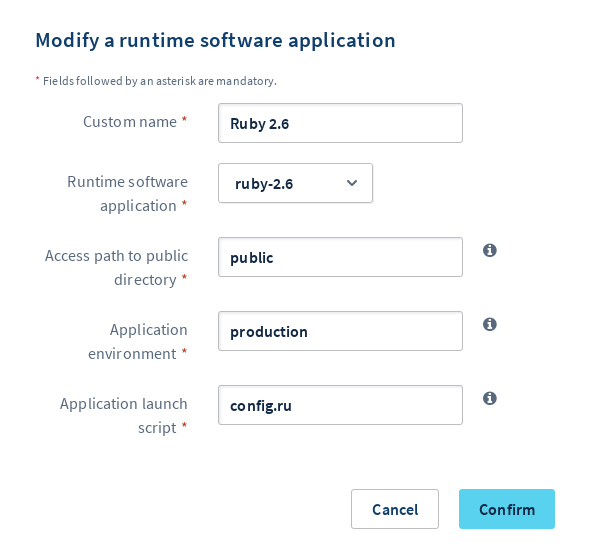 Modify a runtime software application
* Fields followed by an asterisk are mandatory.
Custom name *
Ruby 2.6
Runtime software
application *
ruby-2.6
Access path to public
directory *
public
Application
environment *
production
Application launch
script *
config.ru
Cancel
Confirm